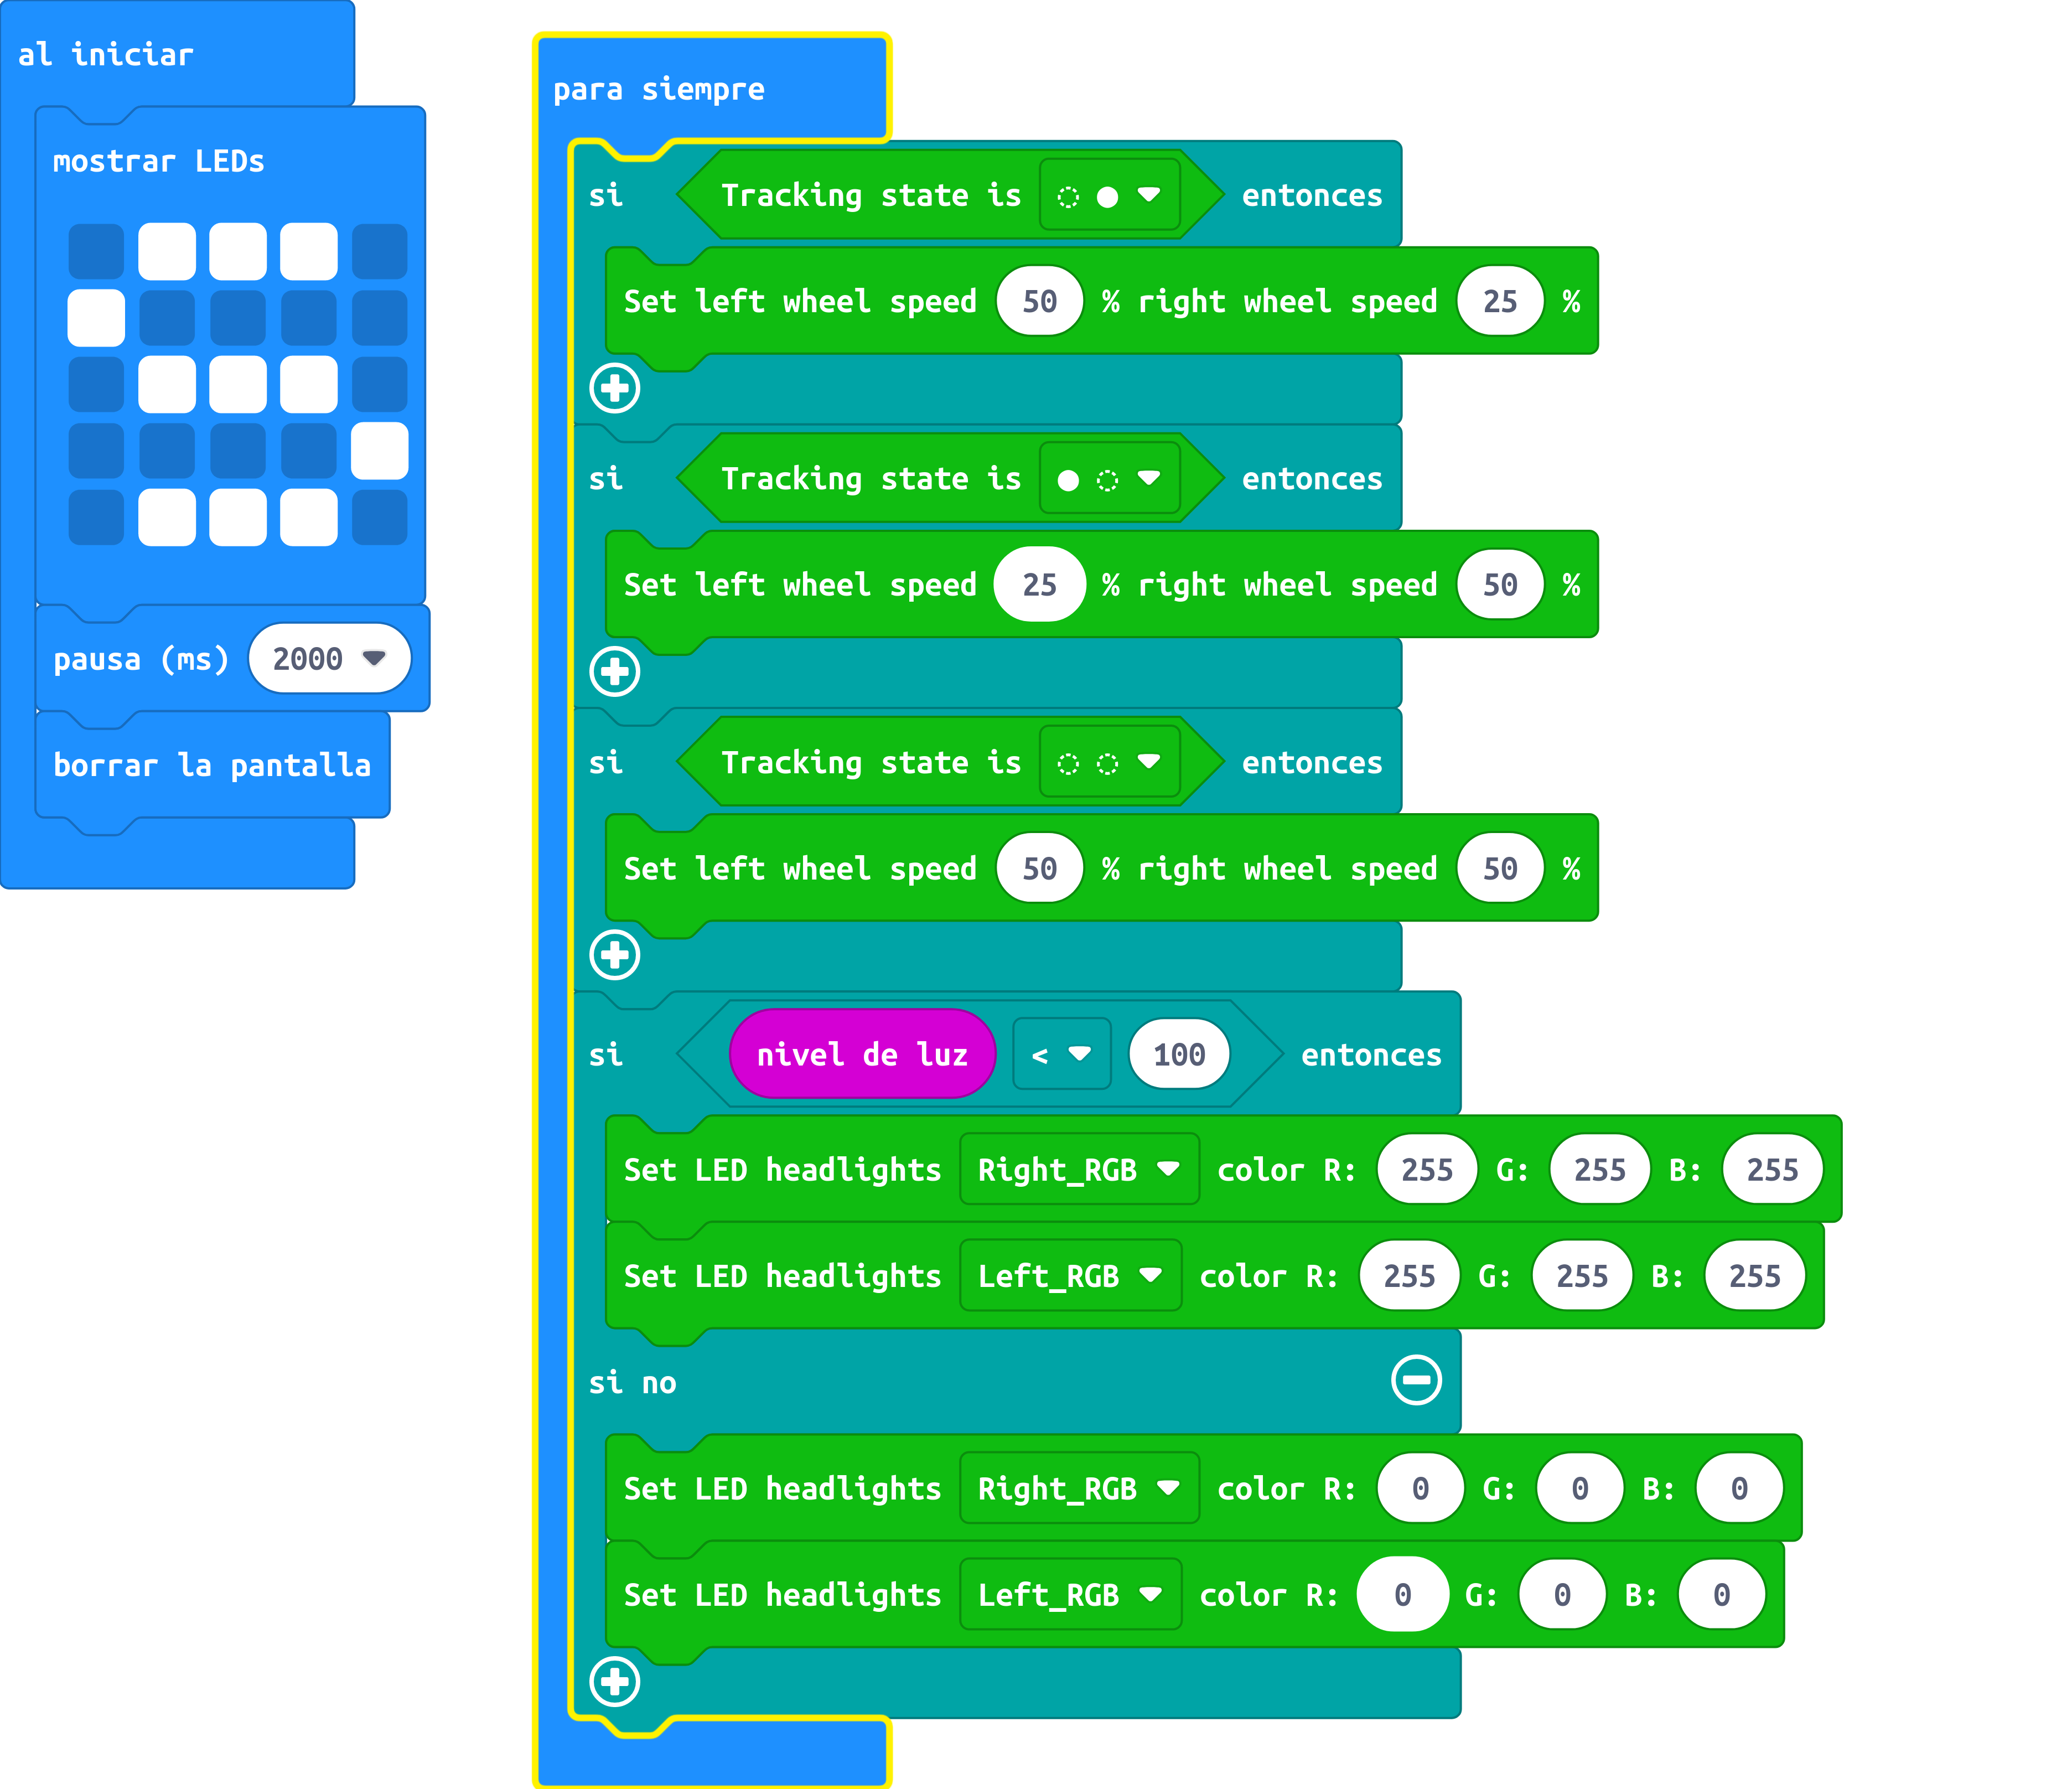 al iniciar
mostrar LEDs
pausa (ms) 2000
borrar la pantalla
para siempre
si Tracking state is entonces
Set left wheel speed 50 % right wheel speed 25 %
si Tracking state is entonces
Set left wheel speed 25 % right wheel speed 50 %
si Tracking state is entonces
Set left wheel speed 50 % right wheel speed 50 %
si nivel de luz < 100 entonces
Set LED headlights Right_RGB color R: 255 G: 255 B: 255
Set LED headlights Left_RGB color R: 255 G: 255 B: 255
si no
Set LED headlights Right_RGB color R: 0 G: 0 B: 0
Set LED headlights Left_RGB color R: 0 G: 0 B: 0